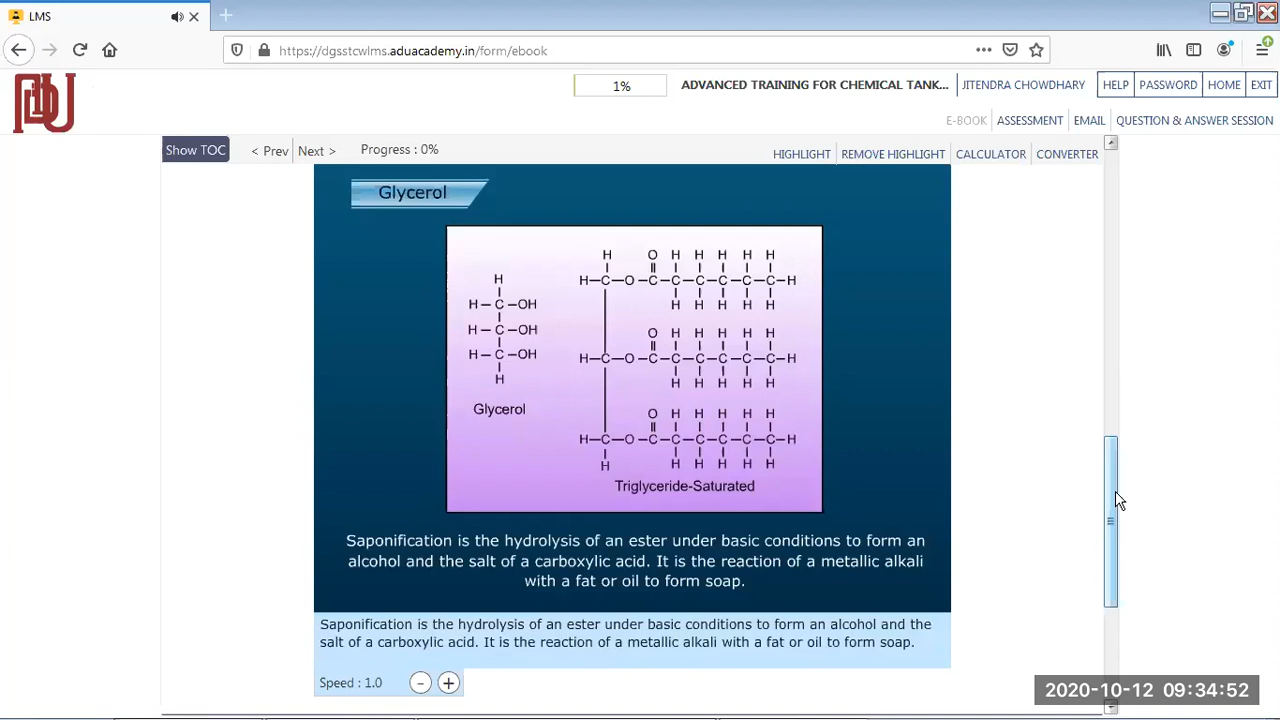 LMS
https://dgsstcwlms.aduacademy.in/form/ebook
1%
ADVANCED TRAINING FOR CHEMICAL TANK...
JITENDRA CHOWDHARY
HELP
PASSWORD
HOME
EXIT
E-BOOK
ASSESSMENT
EMAIL
QUESTION & ANSWER SESSION
Show TOC
< Prev
Next >
Progress : 0%
HIGHLIGHT
REMOVE HIGHLIGHT
CALCULATOR
CONVERTER
Glycerol
H
H – C – OH
H – C – OH
H – C – OH
H
Glycerol
H O H H H H H
H – C – O – C – C – C – C – C – C – H
H H H H H
O H H H H H
H – C – O – C – C – C – C – C – C – H
H H H H H
O H H H H H
H – C – O – C – C – C – C – C – C – H
H H H H H H
Triglyceride-Saturated
Saponification is the hydrolysis of an ester under basic conditions to form an
alcohol and the salt of a carboxylic acid. It is the reaction of a metallic alkali
with a fat or oil to form soap.
Saponification is the hydrolysis of an ester under basic conditions to form an alcohol and the
salt of a carboxylic acid. It is the reaction of a metallic alkali with a fat or oil to form soap.
Speed : 1.0
2020-10-12 09:34:52